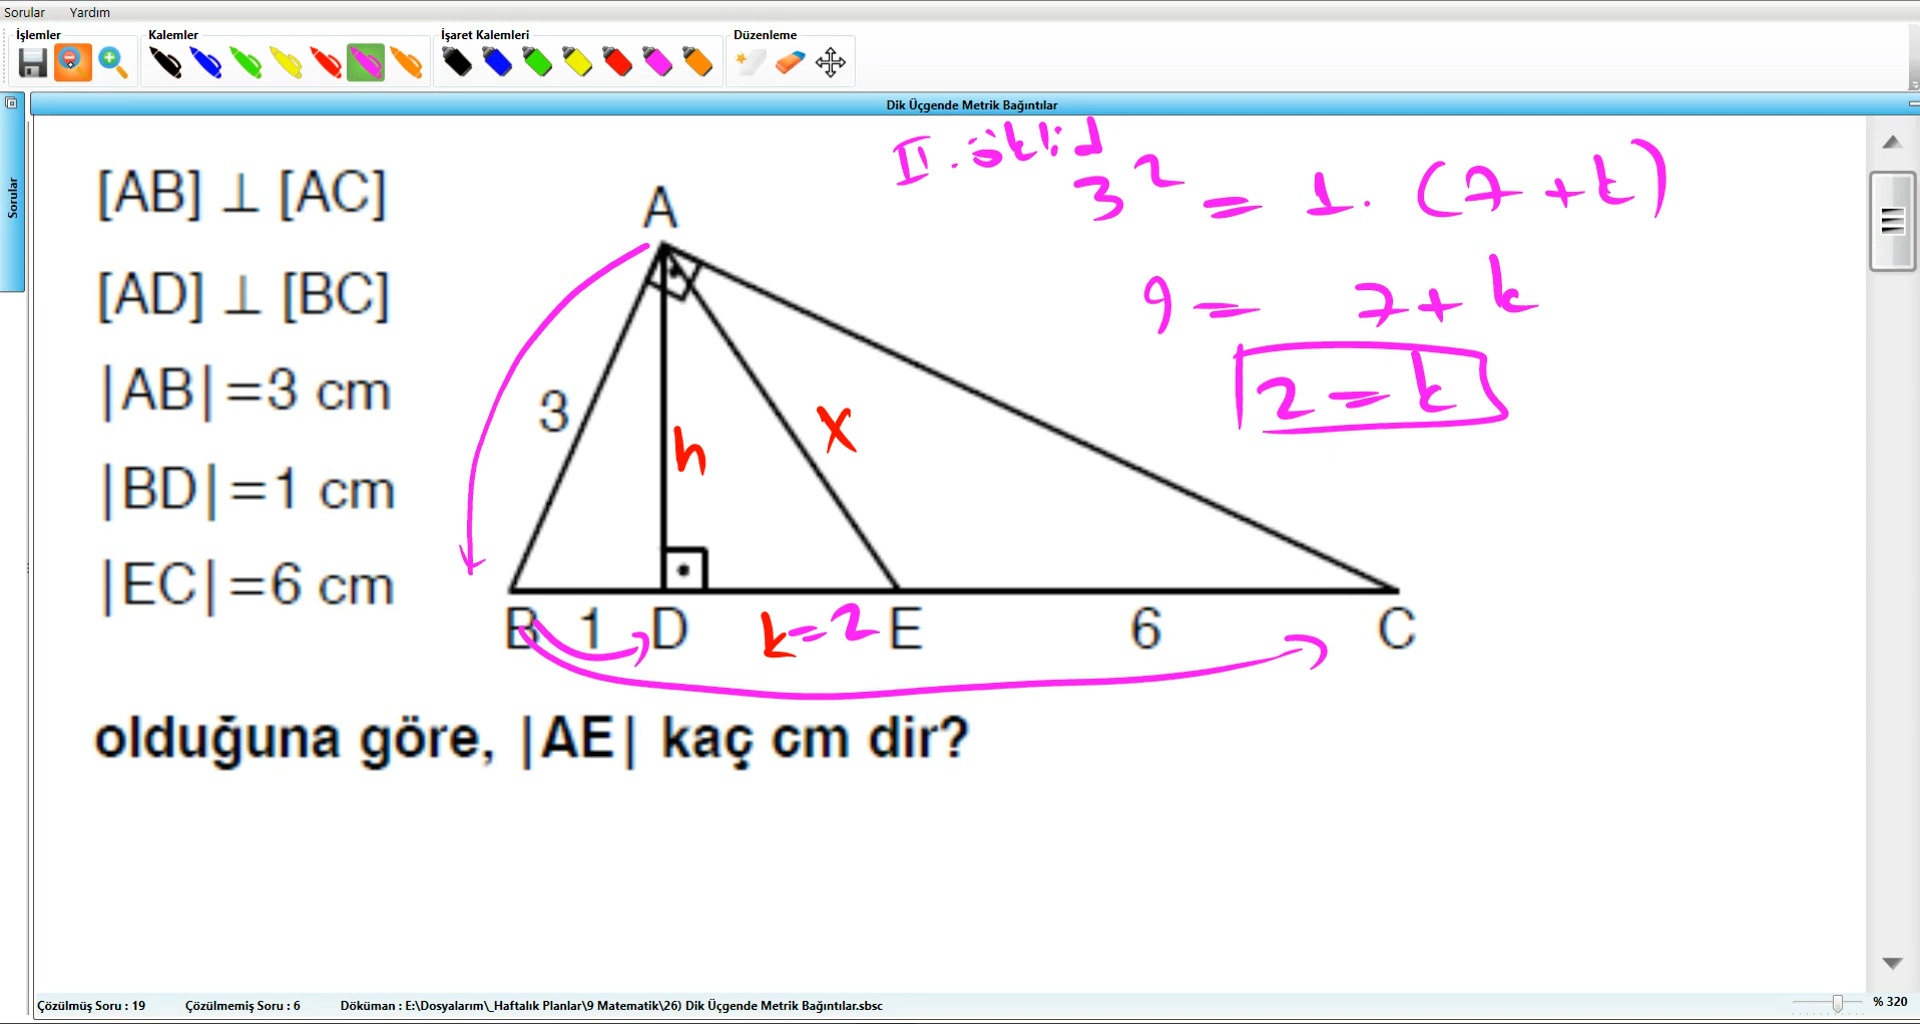 Sorular Yardım
İşlemler Kalemler İşaret Kalemleri Düzenleme
Dik Üçgende Metrik Bağıntılar
Sorular
[AB] ⊥ [AC]
[AD] ⊥ [BC]
|AB|=3 cm
|BD|=1 cm
|EC|=6 cm
A
3
h
x
B 1 D k=2 E 6 C
II. öklid
3² = 1. (7+k)
9 = 7+k
2=k
olduğuna göre, |AE| kaç cm dir?
Çözülmüş Soru : 19 Çözülmemiş Soru : 6 Döküman : E:\Dosyalarım\_Haftalık Planlar\9 Matematik\26) Dik Üçgende Metrik Bağıntılar.sbsc % 320